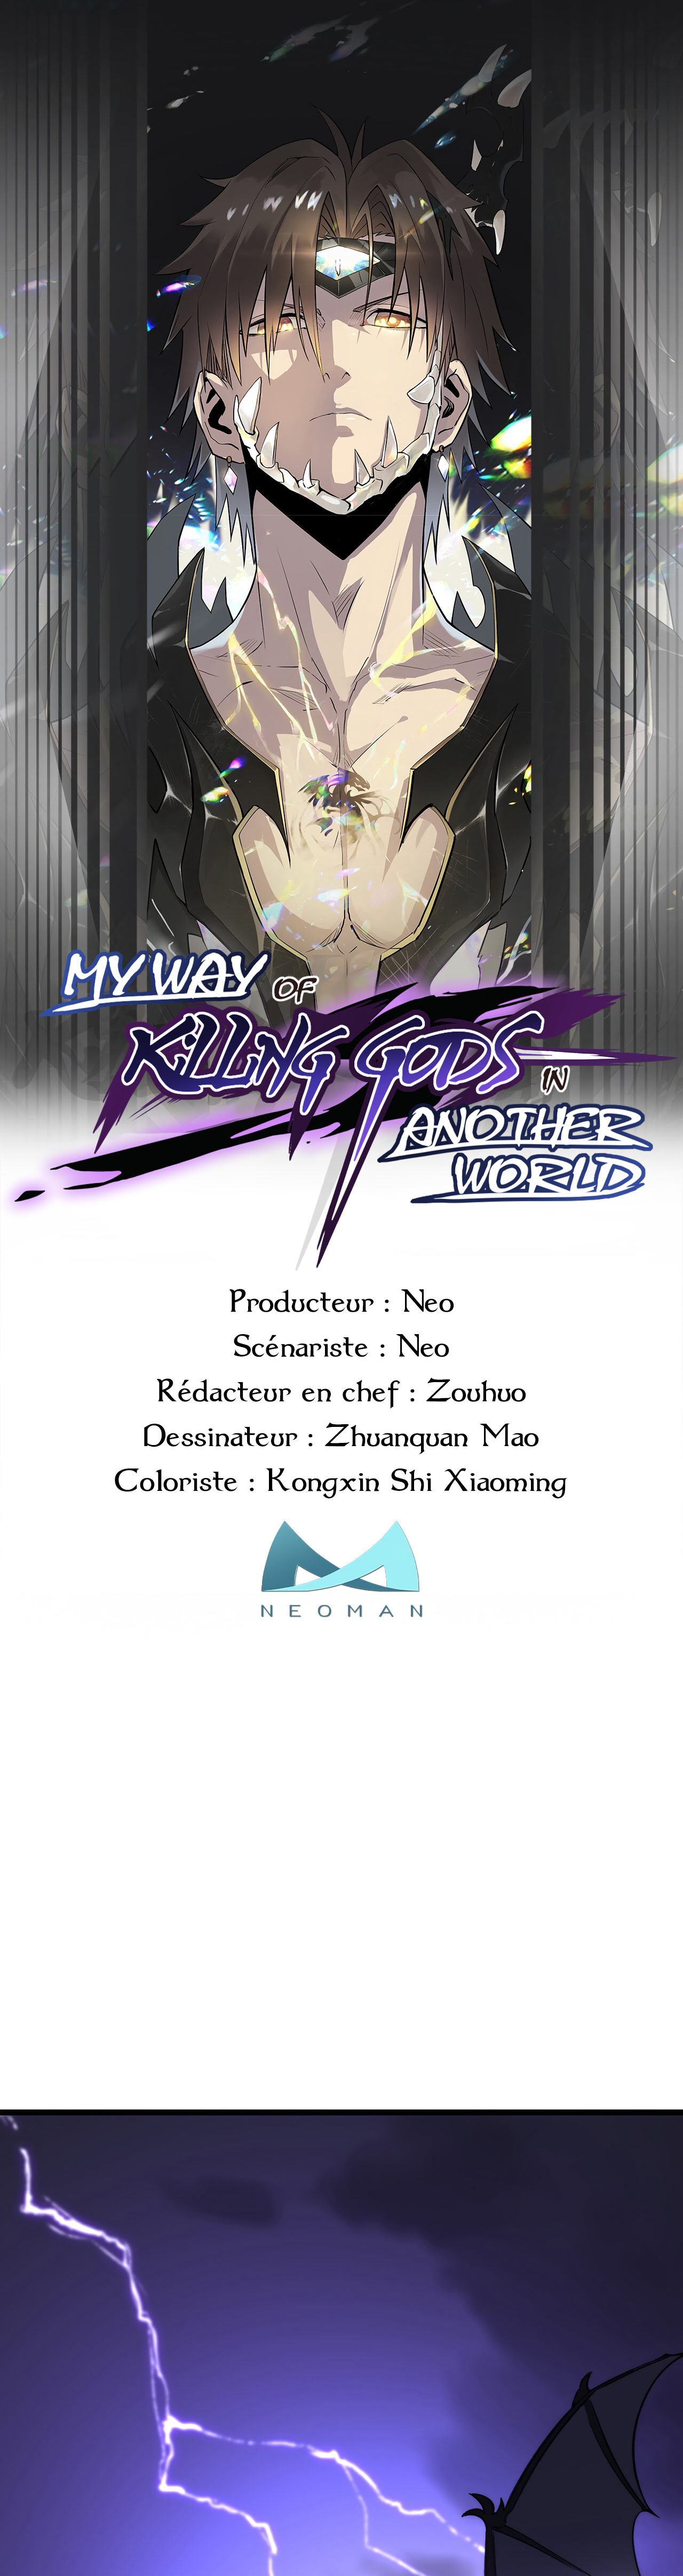 MY WAY OF
KILLING GODS IN
ANOTHER
WORLD
Producteur : Neo
Scénariste : Neo
Rédacteur en chef : Zouhuo
Dessinateur : Zhuanquan Mao
Coloriste : Kongxin Shi Xiaoming
NEOMAN